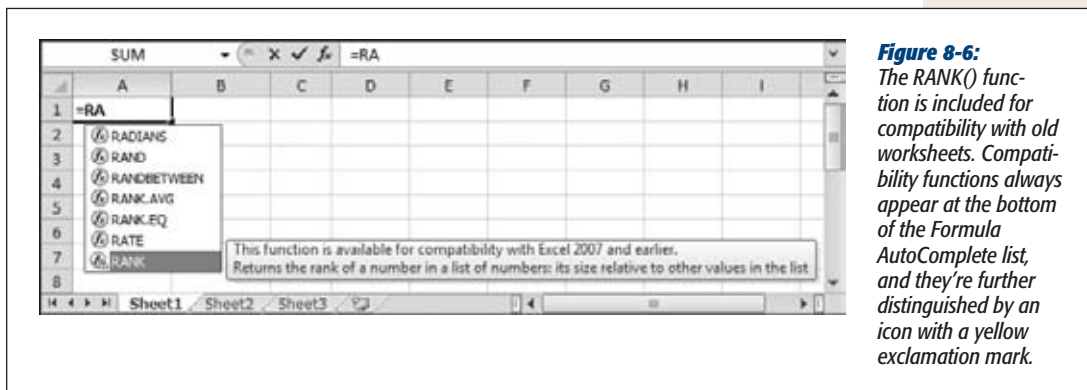 SUM fx =RA
A B C D E F G H I
1 =RA
2 RADIANS
3 RAND
4 RANDBETWEEN
RANK.AVG
5 RANK.EQ
6 RATE
7 RANK
8
This function is available for compatibility with Excel 2007 and earlier.
Returns the rank of a number in a list of numbers: its size relative to other values in the list
Sheet1 Sheet2 Sheet3
Figure 8-6:
The RANK() func-
tion is included for
compatibility with old
worksheets. Compati-
bility functions always
appear at the bottom
of the Formula
AutoComplete list,
and they're further
distinguished by an
icon with a yellow
exclamation mark.